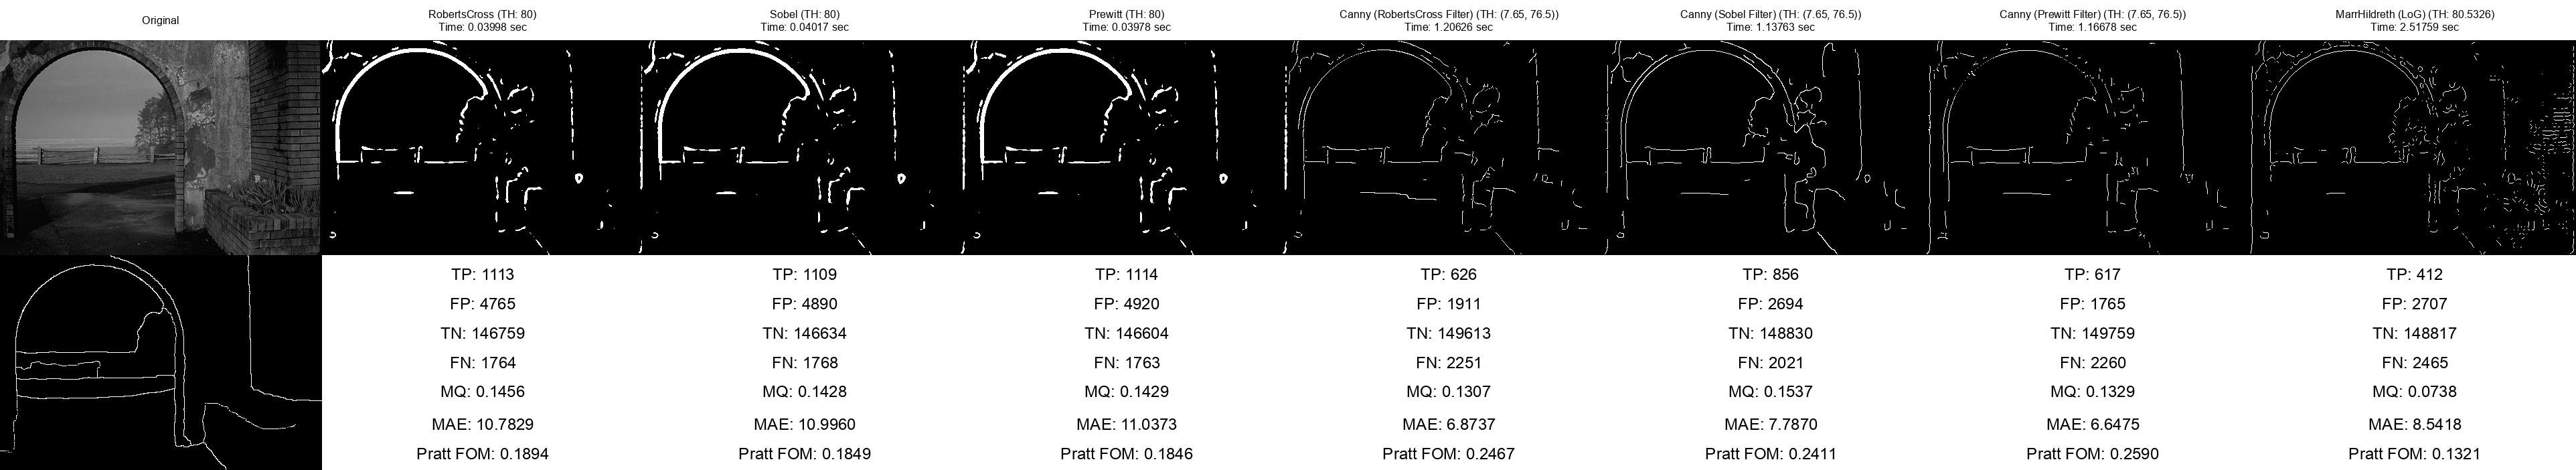 Original
RobertsCross (TH: 80)
Time: 0.03998 sec
Sobel (TH: 80)
Time: 0.04017 sec
Prewitt (TH: 80)
Time: 0.03978 sec
Canny (RobertsCross Filter) (TH: (7.65, 76.5))
Time: 1.20626 sec
Canny (Sobel Filter) (TH: (7.65, 76.5))
Time: 1.13763 sec
Canny (Prewitt Filter) (TH: (7.65, 76.5))
Time: 1.16678 sec
MarrHildreth (LoG) (TH: 80.5326)
Time: 2.51759 sec
TP: 1113
FP: 4765
TN: 146759
FN: 1764
MQ: 0.1456
MAE: 10.7829
Pratt FOM: 0.1894
TP: 1109
FP: 4890
TN: 146634
FN: 1768
MQ: 0.1428
MAE: 10.9960
Pratt FOM: 0.1849
TP: 1114
FP: 4920
TN: 146604
FN: 1763
MQ: 0.1429
MAE: 11.0373
Pratt FOM: 0.1846
TP: 626
FP: 1911
TN: 149613
FN: 2251
MQ: 0.1307
MAE: 6.8737
Pratt FOM: 0.2467
TP: 856
FP: 2694
TN: 148830
FN: 2021
MQ: 0.1537
MAE: 7.7870
Pratt FOM: 0.2411
TP: 617
FP: 1765
TN: 149759
FN: 2260
MQ: 0.1329
MAE: 6.6475
Pratt FOM: 0.2590
TP: 412
FP: 2707
TN: 148817
FN: 2465
MQ: 0.0738
MAE: 8.5418
Pratt FOM: 0.1321